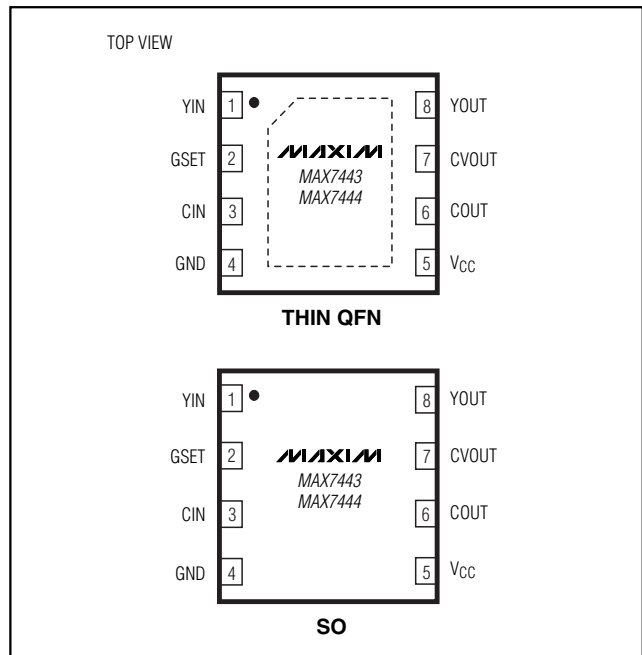 TOP VIEW
YIN 1 8 YOUT
GSET 2 MAXIM 7 CVOUT
MAX7443
MAX7444
CIN 3 6 COUT
GND 4 5 VCC
THIN QFN
YIN 1 8 YOUT
GSET 2 MAXIM 7 CVOUT
MAX7443
MAX7444
CIN 3 6 COUT
GND 4 5 VCC
SO